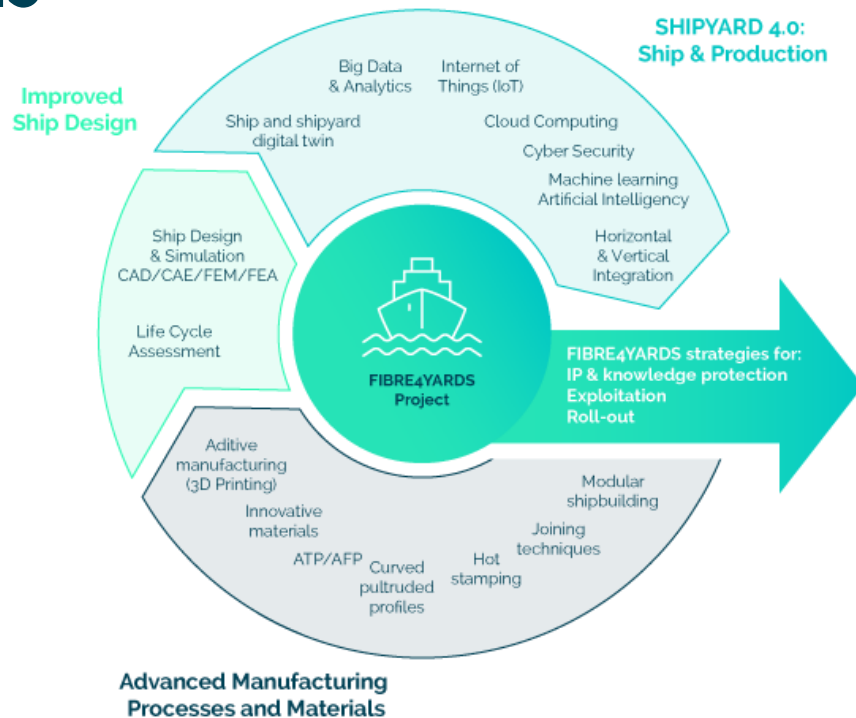 SHIPYARD 4.0:
Ship & Production
Big Data
& Analytics
Internet of
Things (IoT)
Ship and shipyard
digital twin
Cloud Computing
Cyber Security
Machine learning
Artificial Intelligency
Horizontal
& Vertical
Integration
Improved
Ship Design
Ship Design
& Simulation
CAD/CAE/FEM/FEA
Life Cycle
Assessment
FIBRE4YARDS
Project
FIBRE4YARDS strategies for:
IP & knowledge protection
Exploitation
Roll-out
Aditive
manufacturing
(3D Printing)
Innovative
materials
ATP/AFP
Curved
pultruded
profiles
Hot
stamping
Joining
techniques
Modular
shipbuilding
Advanced Manufacturing
Processes and Materials